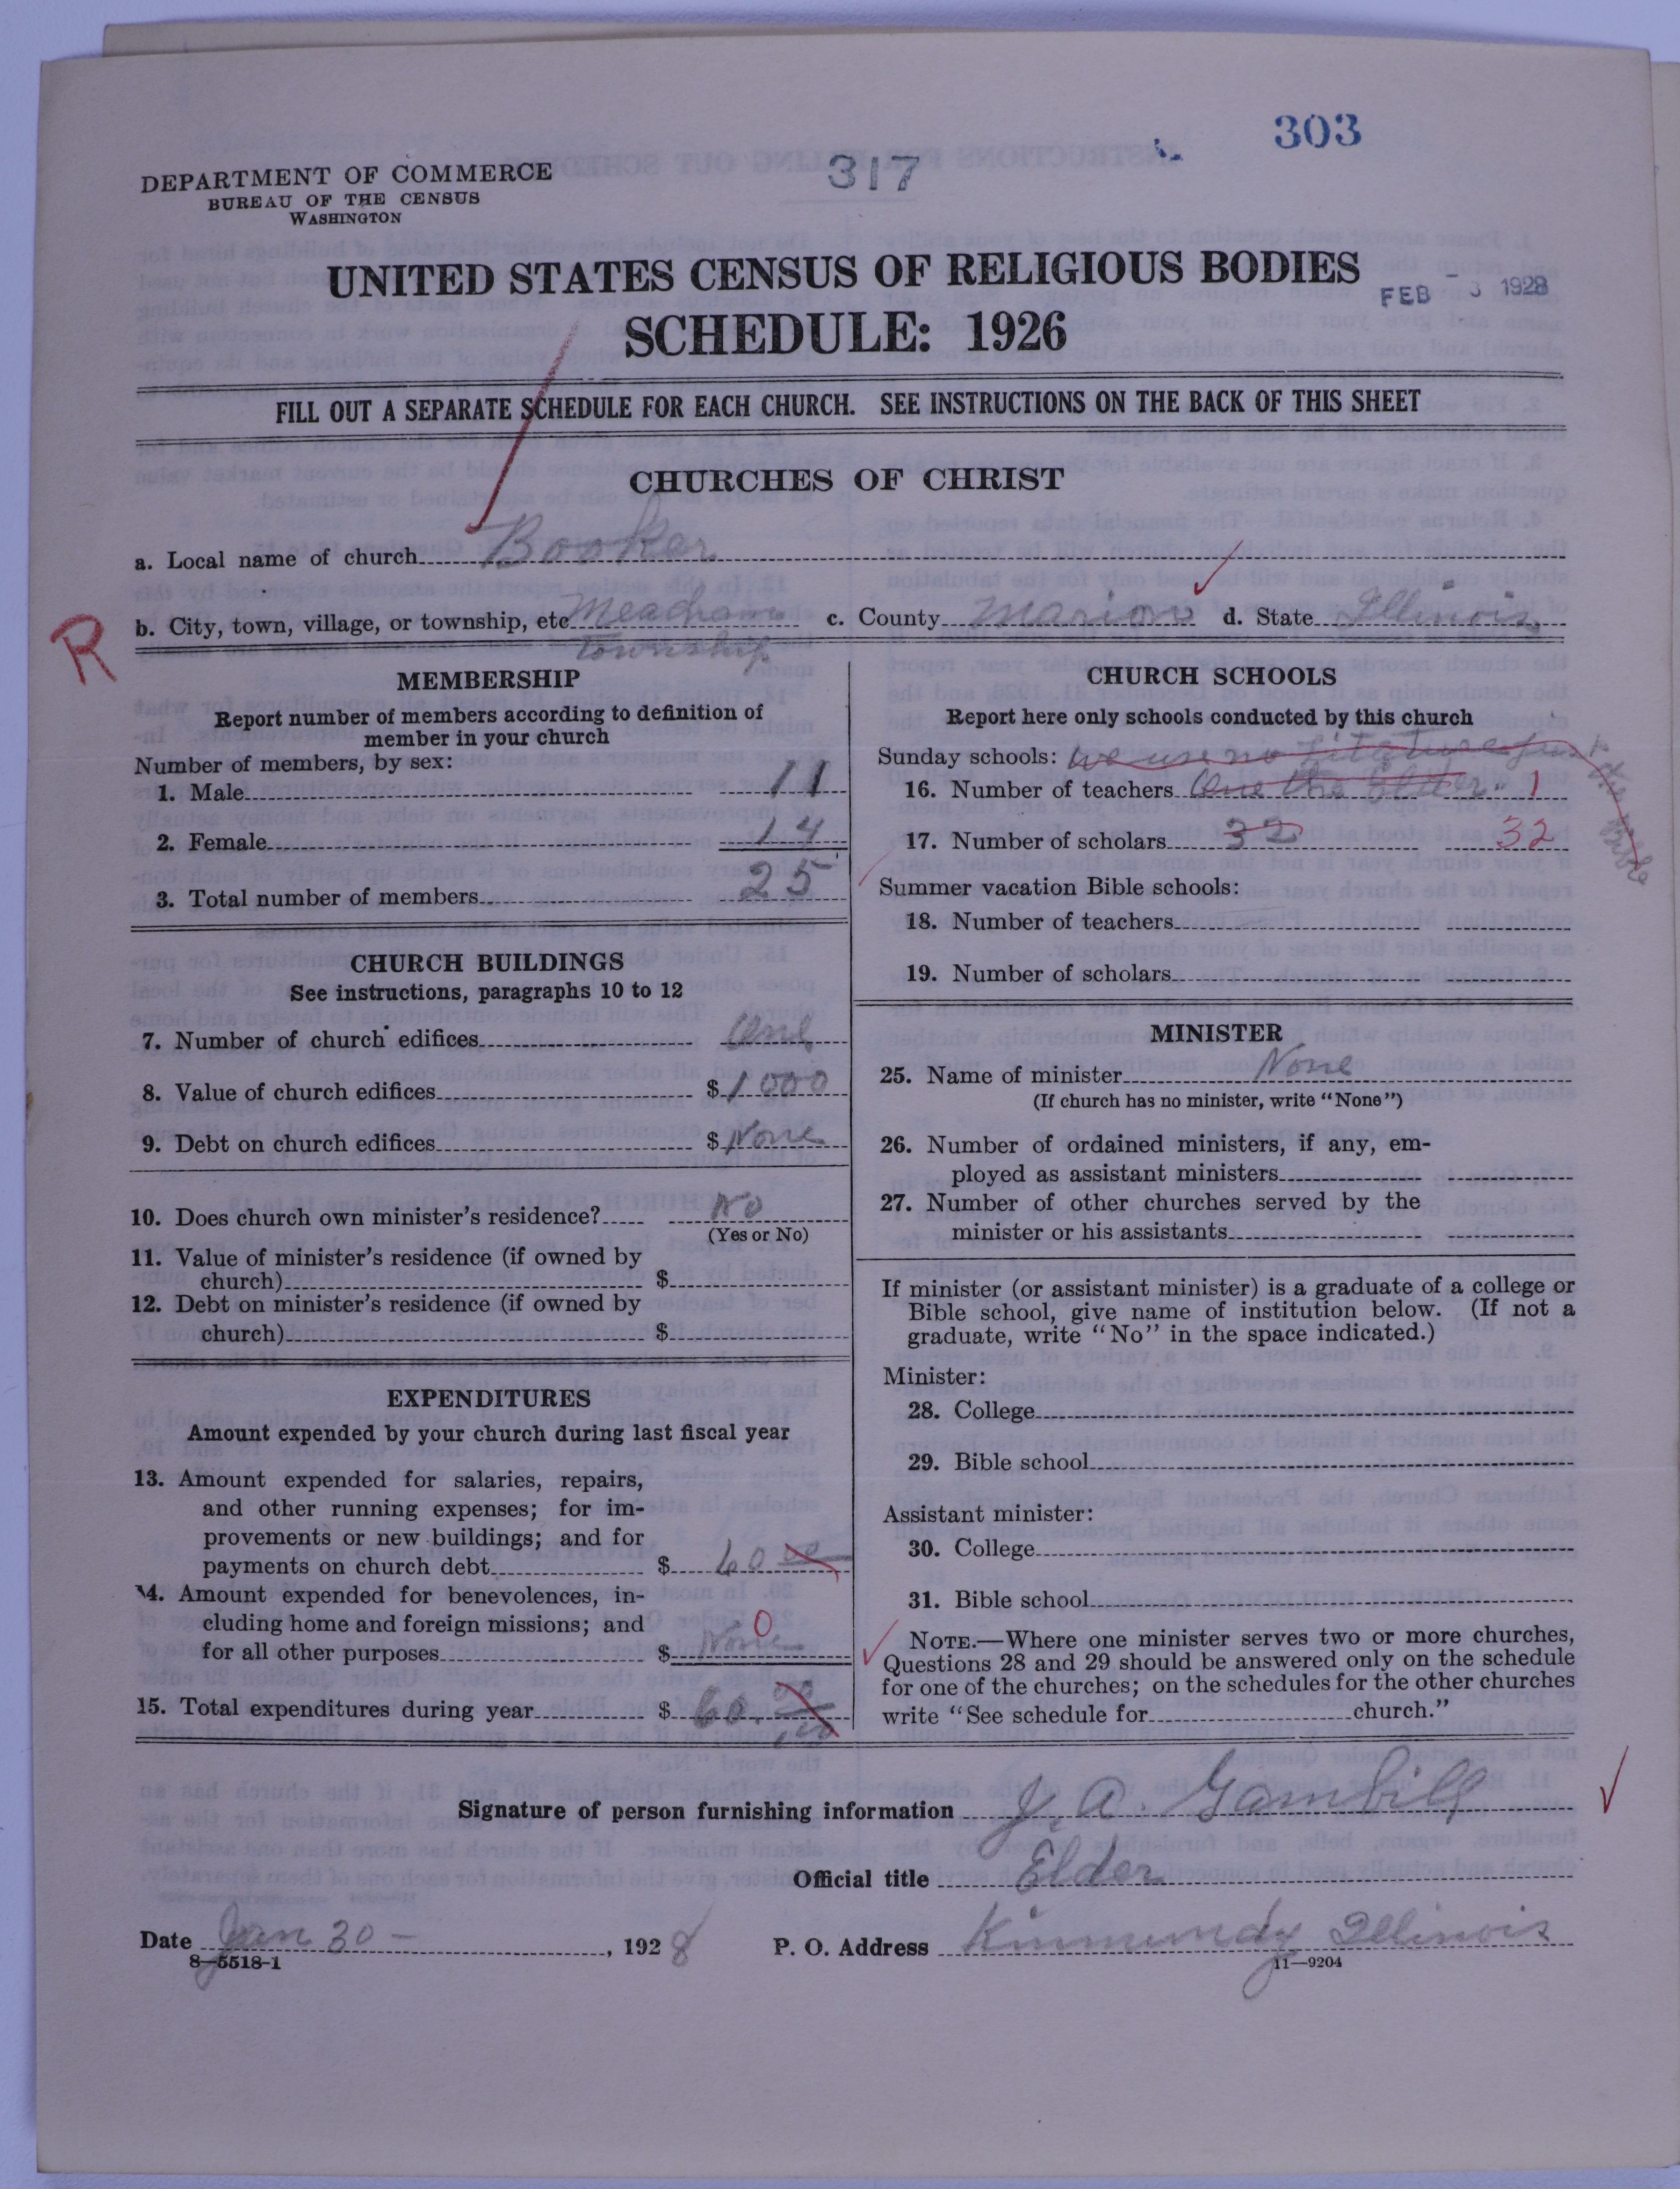 303
317
DEPARTMENT OF COMMERCE
BUREAU OF THE CENSUS
WASHINGTON
UNITED STATES CENSUS OF RELIGIOUS BODIES
FEB - 3 1928
SCHEDULE: 1926
FILL OUT A SEPARATE SCHEDULE FOR EACH CHURCH. SEE INSTRUCTIONS ON THE BACK OF THIS SHEET
CHURCHES OF CHRIST
a. Local name of church Booker
b. City, town, village, or township, etc. Meacham township c. County Marion d. State Illinois
R
MEMBERSHIP
Report number of members according to definition of
member in your church
Number of members, by sex:
1. Male 11
2. Female 14
3. Total number of members 25
CHURCH BUILDINGS
See instructions, paragraphs 10 to 12
7. Number of church edifices One
8. Value of church edifices $1000
9. Debt on church edifices $None
10. Does church own minister's residence? No
(Yes or No)
11. Value of minister's residence (if owned by
church) $
12. Debt on minister's residence (if owned by
church) $
EXPENDITURES
Amount expended by your church during last fiscal year
13. Amount expended for salaries, repairs,
and other running expenses; for im-
provements or new buildings; and for
payments on church debt $ 60 00
14. Amount expended for benevolences, in-
cluding home and foreign missions; and 0
for all other purposes $ None
15. Total expenditures during year $ 60. 00/100
CHURCH SCHOOLS
Report here only schools conducted by this church
Sunday schools: We use no
16. Number of teachers One the 1
17. Number of scholars 32 32
Summer vacation Bible schools:
18. Number of teachers
19. Number of scholars
MINISTER
25. Name of minister None
(If church has no minister, write "None")
26. Number of ordained ministers, if any, em-
ployed as assistant ministers
27. Number of other churches served by the
minister or his assistants
If minister (or assistant minister) is a graduate of a college or
Bible school, give name of institution below. (If not a
graduate, write "No" in the space indicated.)
Minister:
28. College
29. Bible school
Assistant minister:
30. College
31. Bible school
NOTE.—Where one minister serves two or more churches,
Questions 28 and 29 should be answered only on the schedule
for one of the churches; on the schedules for the other churches
write "See schedule for church."
Signature of person furnishing information J. A. Gambill
Official title Elder
Date Jan 30 - , 1928 P. O. Address Kinmundy Illinois
8-5518-1 11-9204